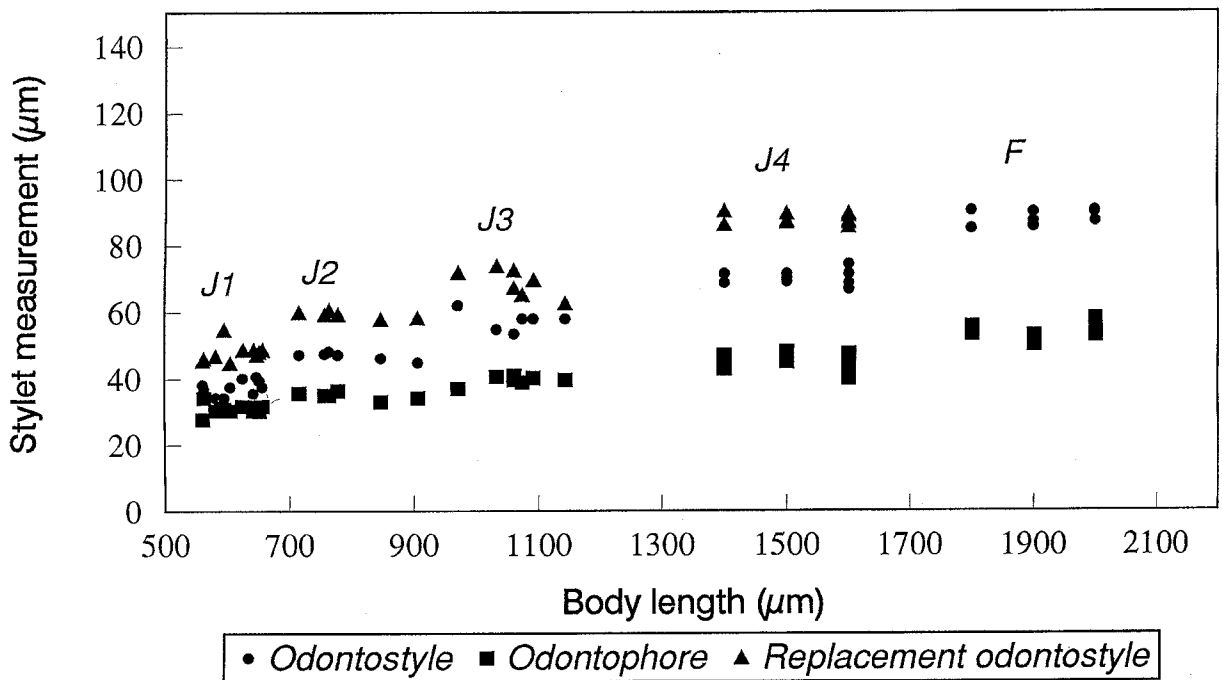 Stylet measurement (µm)
140
120
100
80
60
40
20
0
J1
J2
J3
J4
F
500 700 900 1100 1300 1500 1700 1900 2100
Body length (µm)
Odontostyle Odontophore Replacement odontostyle